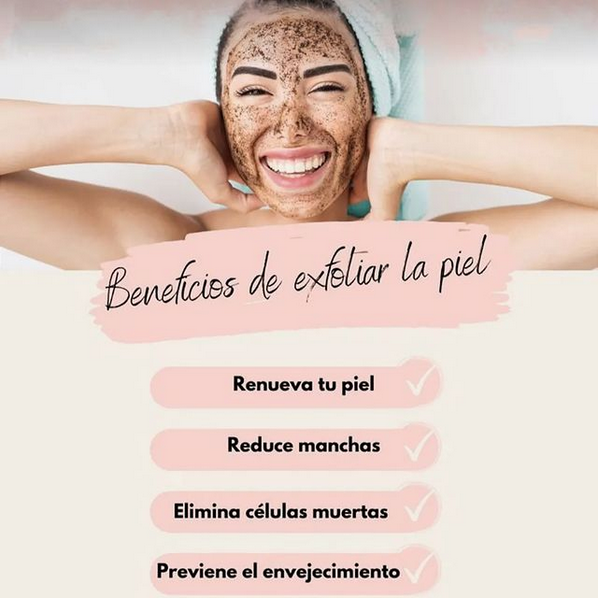 Beneficios de exfoliar la piel
Renueva tu piel
Reduce manchas
Elimina células muertas
Previene el envejecimiento